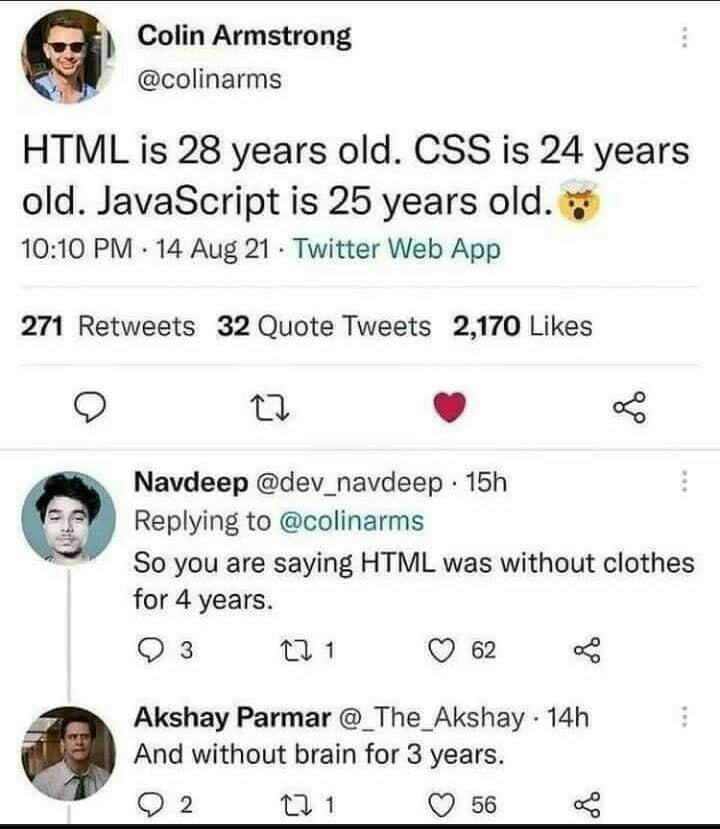 Colin Armstrong
@colinarms
HTML is 28 years old. CSS is 24 years
old. JavaScript is 25 years old.🤯
10:10 PM · 14 Aug 21 · Twitter Web App
271 Retweets 32 Quote Tweets 2,170 Likes
Navdeep @dev_navdeep · 15h
Replying to @colinarms
So you are saying HTML was without clothes
for 4 years.
3 1 62
Akshay Parmar @_The_Akshay · 14h
And without brain for 3 years.
2 1 56